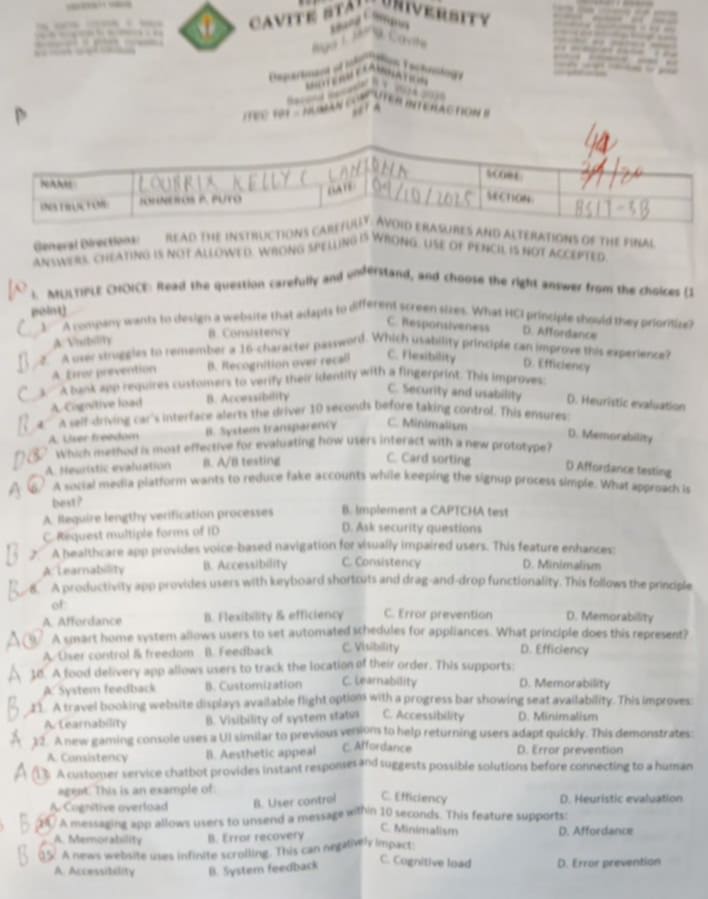 CAVITE STATE UNIVERSITY
Department of Information Technology
MIDTERM EXAMINATION
Second Semester S.Y. 2024-2025
ITEC 101 - HUMAN COMPUTER INTERACTION II
SET A
NAME: LOUBRIX KELLY C SCORE: /20
INSTRUCTOR: JOHNEROS P. PUYO DATE: 04/10/2025 SECTION: BSIT-3B
General Directions: READ THE INSTRUCTIONS CAREFULLY. AVOID ERASURES AND ALTERATIONS OF THE FINAL
ANSWERS. CHEATING IS NOT ALLOWED. WRONG SPELLING IS WRONG. USE OF PENCIL IS NOT ACCEPTED.
I. MULTIPLE CHOICE: Read the question carefully and understand, and choose the right answer from the choices (1
point)
C 1. A company wants to design a website that adapts to different screen sizes. What HCI principle should they prioritize?
A. Visibility B. Consistency C. Responsiveness D. Affordance
B 2. A user struggles to remember a 16-character password. Which usability principle can improve this experience?
A. Error prevention B. Recognition over recall C. Flexibility D. Efficiency
C 3. A bank app requires customers to verify their identity with a fingerprint. This improves:
A. Cognitive load B. Accessibility C. Security and usability D. Heuristic evaluation
B 4. A self-driving car's interface alerts the driver 10 seconds before taking control. This ensures:
A. User freedom B. System transparency C. Minimalism D. Memorability
D 5. Which method is most effective for evaluating how users interact with a new prototype?
A. Heuristic evaluation B. A/B testing C. Card sorting D Affordance testing
A 6. A social media platform wants to reduce fake accounts while keeping the signup process simple. What approach is
best?
A. Require lengthy verification processes B. Implement a CAPTCHA test
C. Request multiple forms of ID D. Ask security questions
B 7. A healthcare app provides voice-based navigation for visually impaired users. This feature enhances:
A. Learnability B. Accessibility C. Consistency D. Minimalism
B 8. A productivity app provides users with keyboard shortcuts and drag-and-drop functionality. This follows the principle
of:
A. Affordance B. Flexibility & efficiency C. Error prevention D. Memorability
A 9. A smart home system allows users to set automated schedules for appliances. What principle does this represent?
A. User control & freedom B. Feedback C. Visibility D. Efficiency
A 10. A food delivery app allows users to track the location of their order. This supports:
A. System feedback B. Customization C. Learnability D. Memorability
B 11. A travel booking website displays available flight options with a progress bar showing seat availability. This improves:
A. Learnability B. Visibility of system status C. Accessibility D. Minimalism
A 12. A new gaming console uses a UI similar to previous versions to help returning users adapt quickly. This demonstrates:
A. Consistency B. Aesthetic appeal C. Affordance D. Error prevention
A 13. A customer service chatbot provides instant responses and suggests possible solutions before connecting to a human
agent. This is an example of:
A. Cognitive overload B. User control C. Efficiency D. Heuristic evaluation
B 14. A messaging app allows users to unsend a message within 10 seconds. This feature supports:
A. Memorability B. Error recovery C. Minimalism D. Affordance
B 15. A news website uses infinite scrolling. This can negatively impact:
A. Accessibility B. System feedback C. Cognitive load D. Error prevention